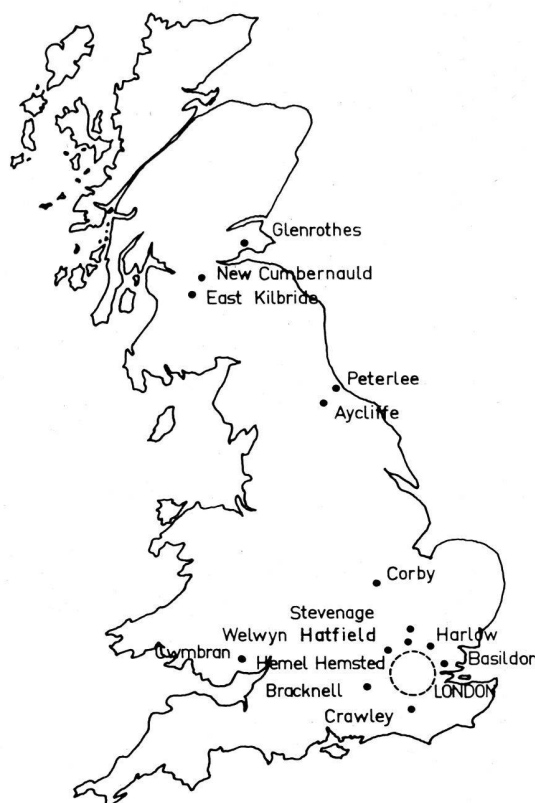 Glenrothes
New Cumbernauld
East Kilbride
Peterlee
Aycliffe
Corby
Stevenage
Welwyn Hatfield
Harlow
Cwmbran
Hemel Hemsted
Basildon
Bracknell
LONDON
Crawley